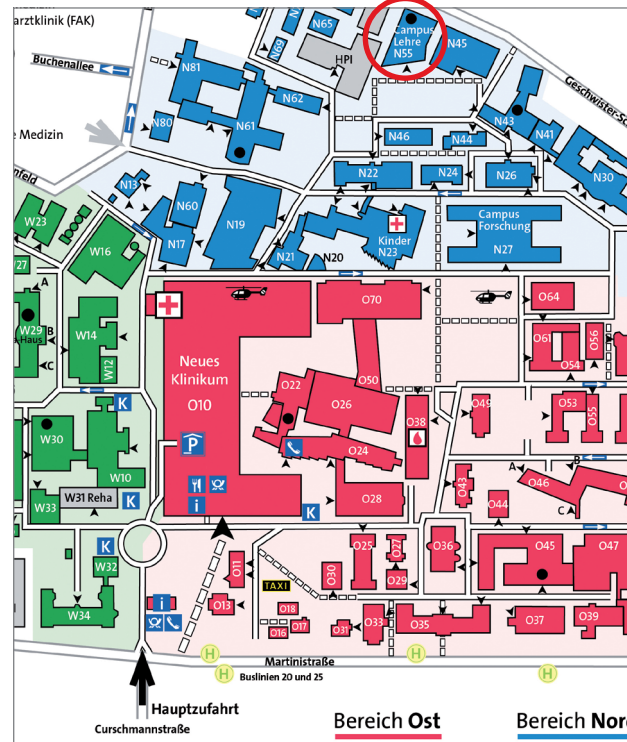 arztklinik (FAK)
Buchenallee
N81
N80
N61
N62
N65
N69
HPI
Campus
Lehre
N55
N45
Geschwister-Sc
e Medizin
N46
N44
N43
N41
N30
N22
N24
N26
nfeld
N13
N60
N17
N19
N21
N20
Kinder
N23
Campus
Forschung
N27
W23
W16
W27
A
W29
-Haus
B
C
W14
W12
Neues
Klinikum
O10
O70
O64
O61
O56
O54
O50
O22
O26
O24
O28
O38
O49
O53
O55
A
B
O46
C
O43
O44
K
W30
W10
W31 Reha
K
W33
P
i
K
K
W32
W34
O11
O13
i
TAXI
O30
O25
O27
O29
O36
O45
O47
O18
O17
O16
O31
O33
O35
O37
O39
H
H
H
H
Martinistraße
Buslinien 20 und 25
Hauptzufahrt
Curschmannstraße
Bereich Ost
Bereich Nor